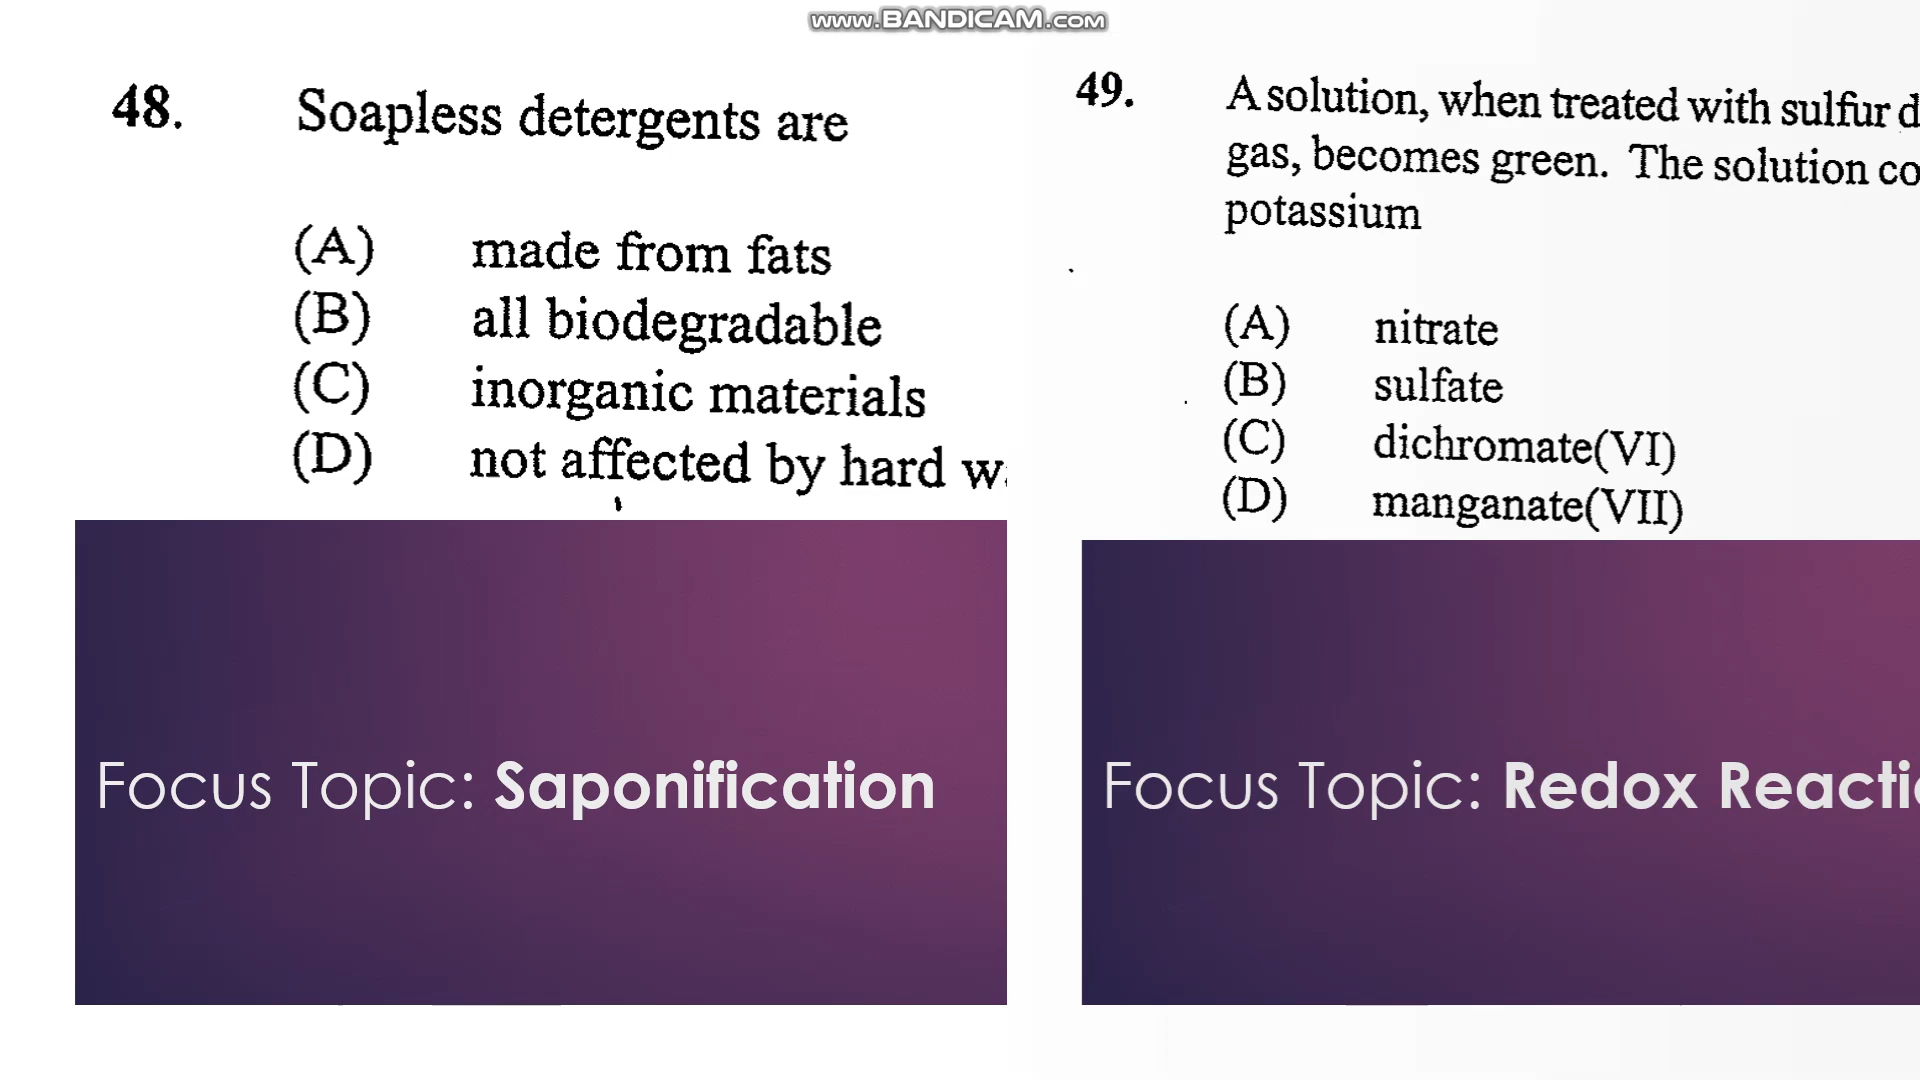 www.BANDICAM.com
48.
Soapless detergents are
(A) made from fats
(B) all biodegradable
(C) inorganic materials
(D) not affected by hard
Focus Topic: Saponification
49.
A solution, when treated with sulfur
gas, becomes green. The solution
potassium
(A) nitrate
(B) sulfate
(C) dichromate(VI)
(D) manganate(VII)
Focus Topic: Redox